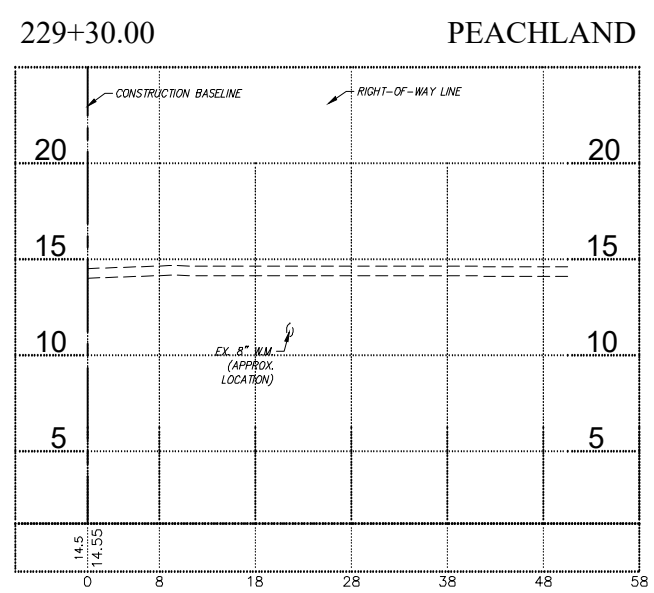 229+30.00 PEACHLAND
CONSTRUCTION BASELINE RIGHT-OF-WAY LINE
20 20
15 15
10 10
EX. 8" W.M.
(APPROX.
LOCATION)
5 5
14.5
14.55
0 8 18 28 38 48 58